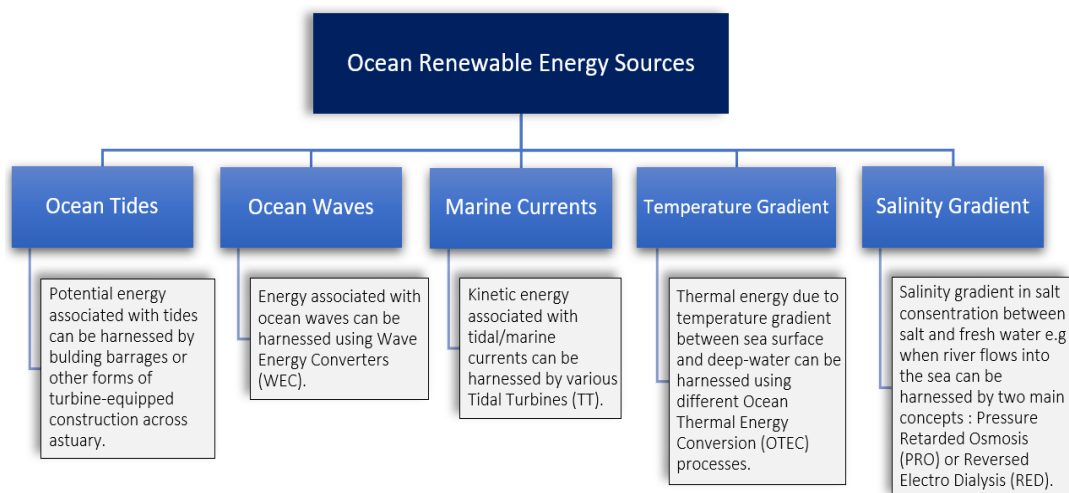 Ocean Renewable Energy Sources
Ocean Tides
Potential energy
associated with tides
can be harnessed by
bulding barrages or
other forms of
turbine-equipped
construction across
astuary.
Ocean Waves
Energy associated with
ocean waves can be
harnessed using Wave
Energy Converters
(WEC).
Marine Currents
Kinetic energy
associated with
tidal/marine
currents can be
harnessed by various
Tidal Turbines (TT).
Temperature Gradient
Thermal energy due to
temperature gradient
between sea surface
and deep-water can be
harnessed using
different Ocean
Thermal Energy
Conversion (OTEC)
processes.
Salinity Gradient
Salinity gradient in salt
consentration between
salt and fresh water e.g
when river flows into
the sea can be
harnessed by two main
concepts : Pressure
Retarded Osmosis
(PRO) or Reversed
Electro Dialysis (RED).